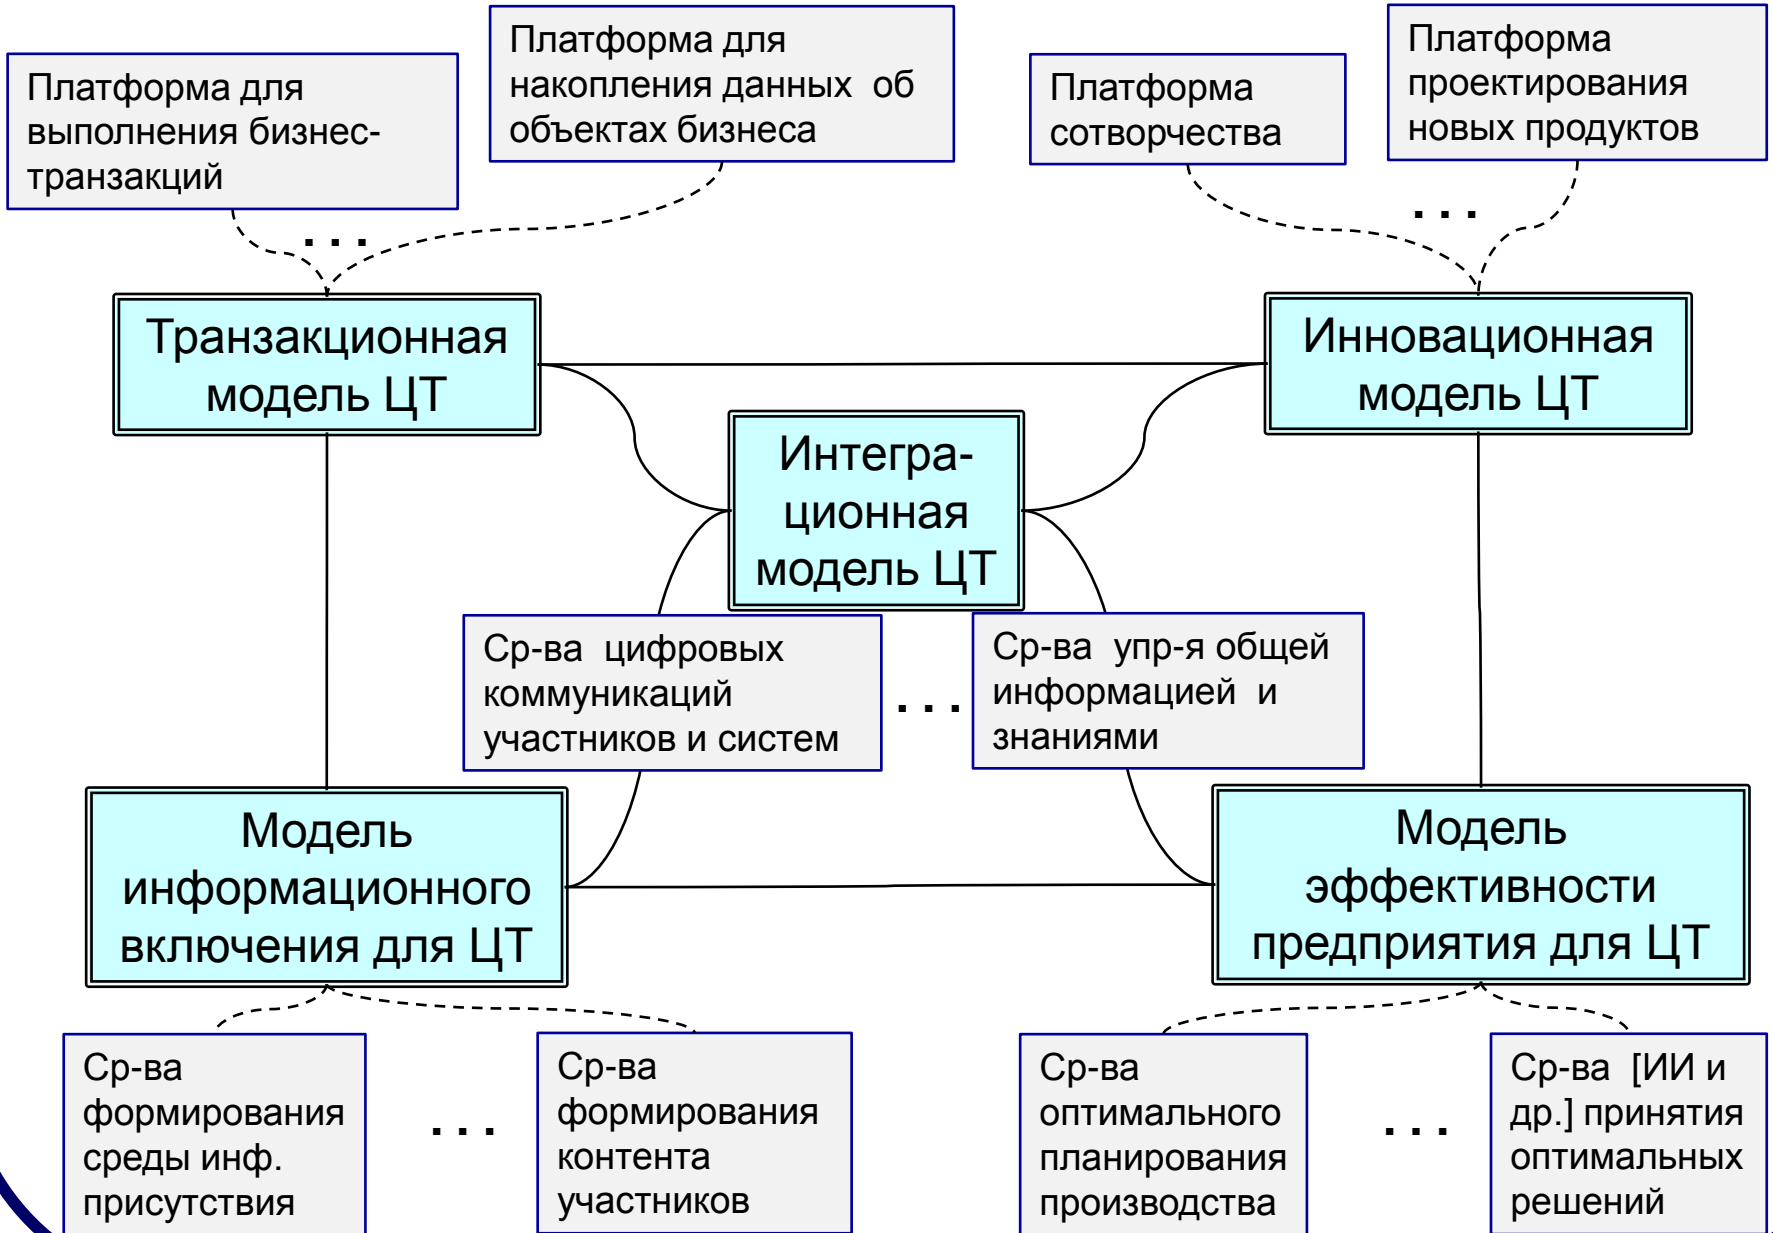 Платформа для
выполнения бизнес-
транзакций
Платформа для
накопления данных об
объектах бизнеса
Платформа
сотворчества
Платформа
проектирования
новых продуктов
. . .
. . .
Транзакционная
модель ЦТ
Инновационная
модель ЦТ
Интегра-
ционная
модель ЦТ
Ср-ва цифровых
коммуникаций
участников и систем
. . .
Ср-ва упр-я общей
информацией и
знаниями
Модель
информационного
включения для ЦТ
Модель
эффективности
предприятия для ЦТ
Ср-ва
формирования
среды инф.
присутствия
. . .
Ср-ва
формирования
контента
участников
Ср-ва
оптимального
планирования
производства
. . .
Ср-ва [ИИ и
др.] принятия
оптимальных
решений